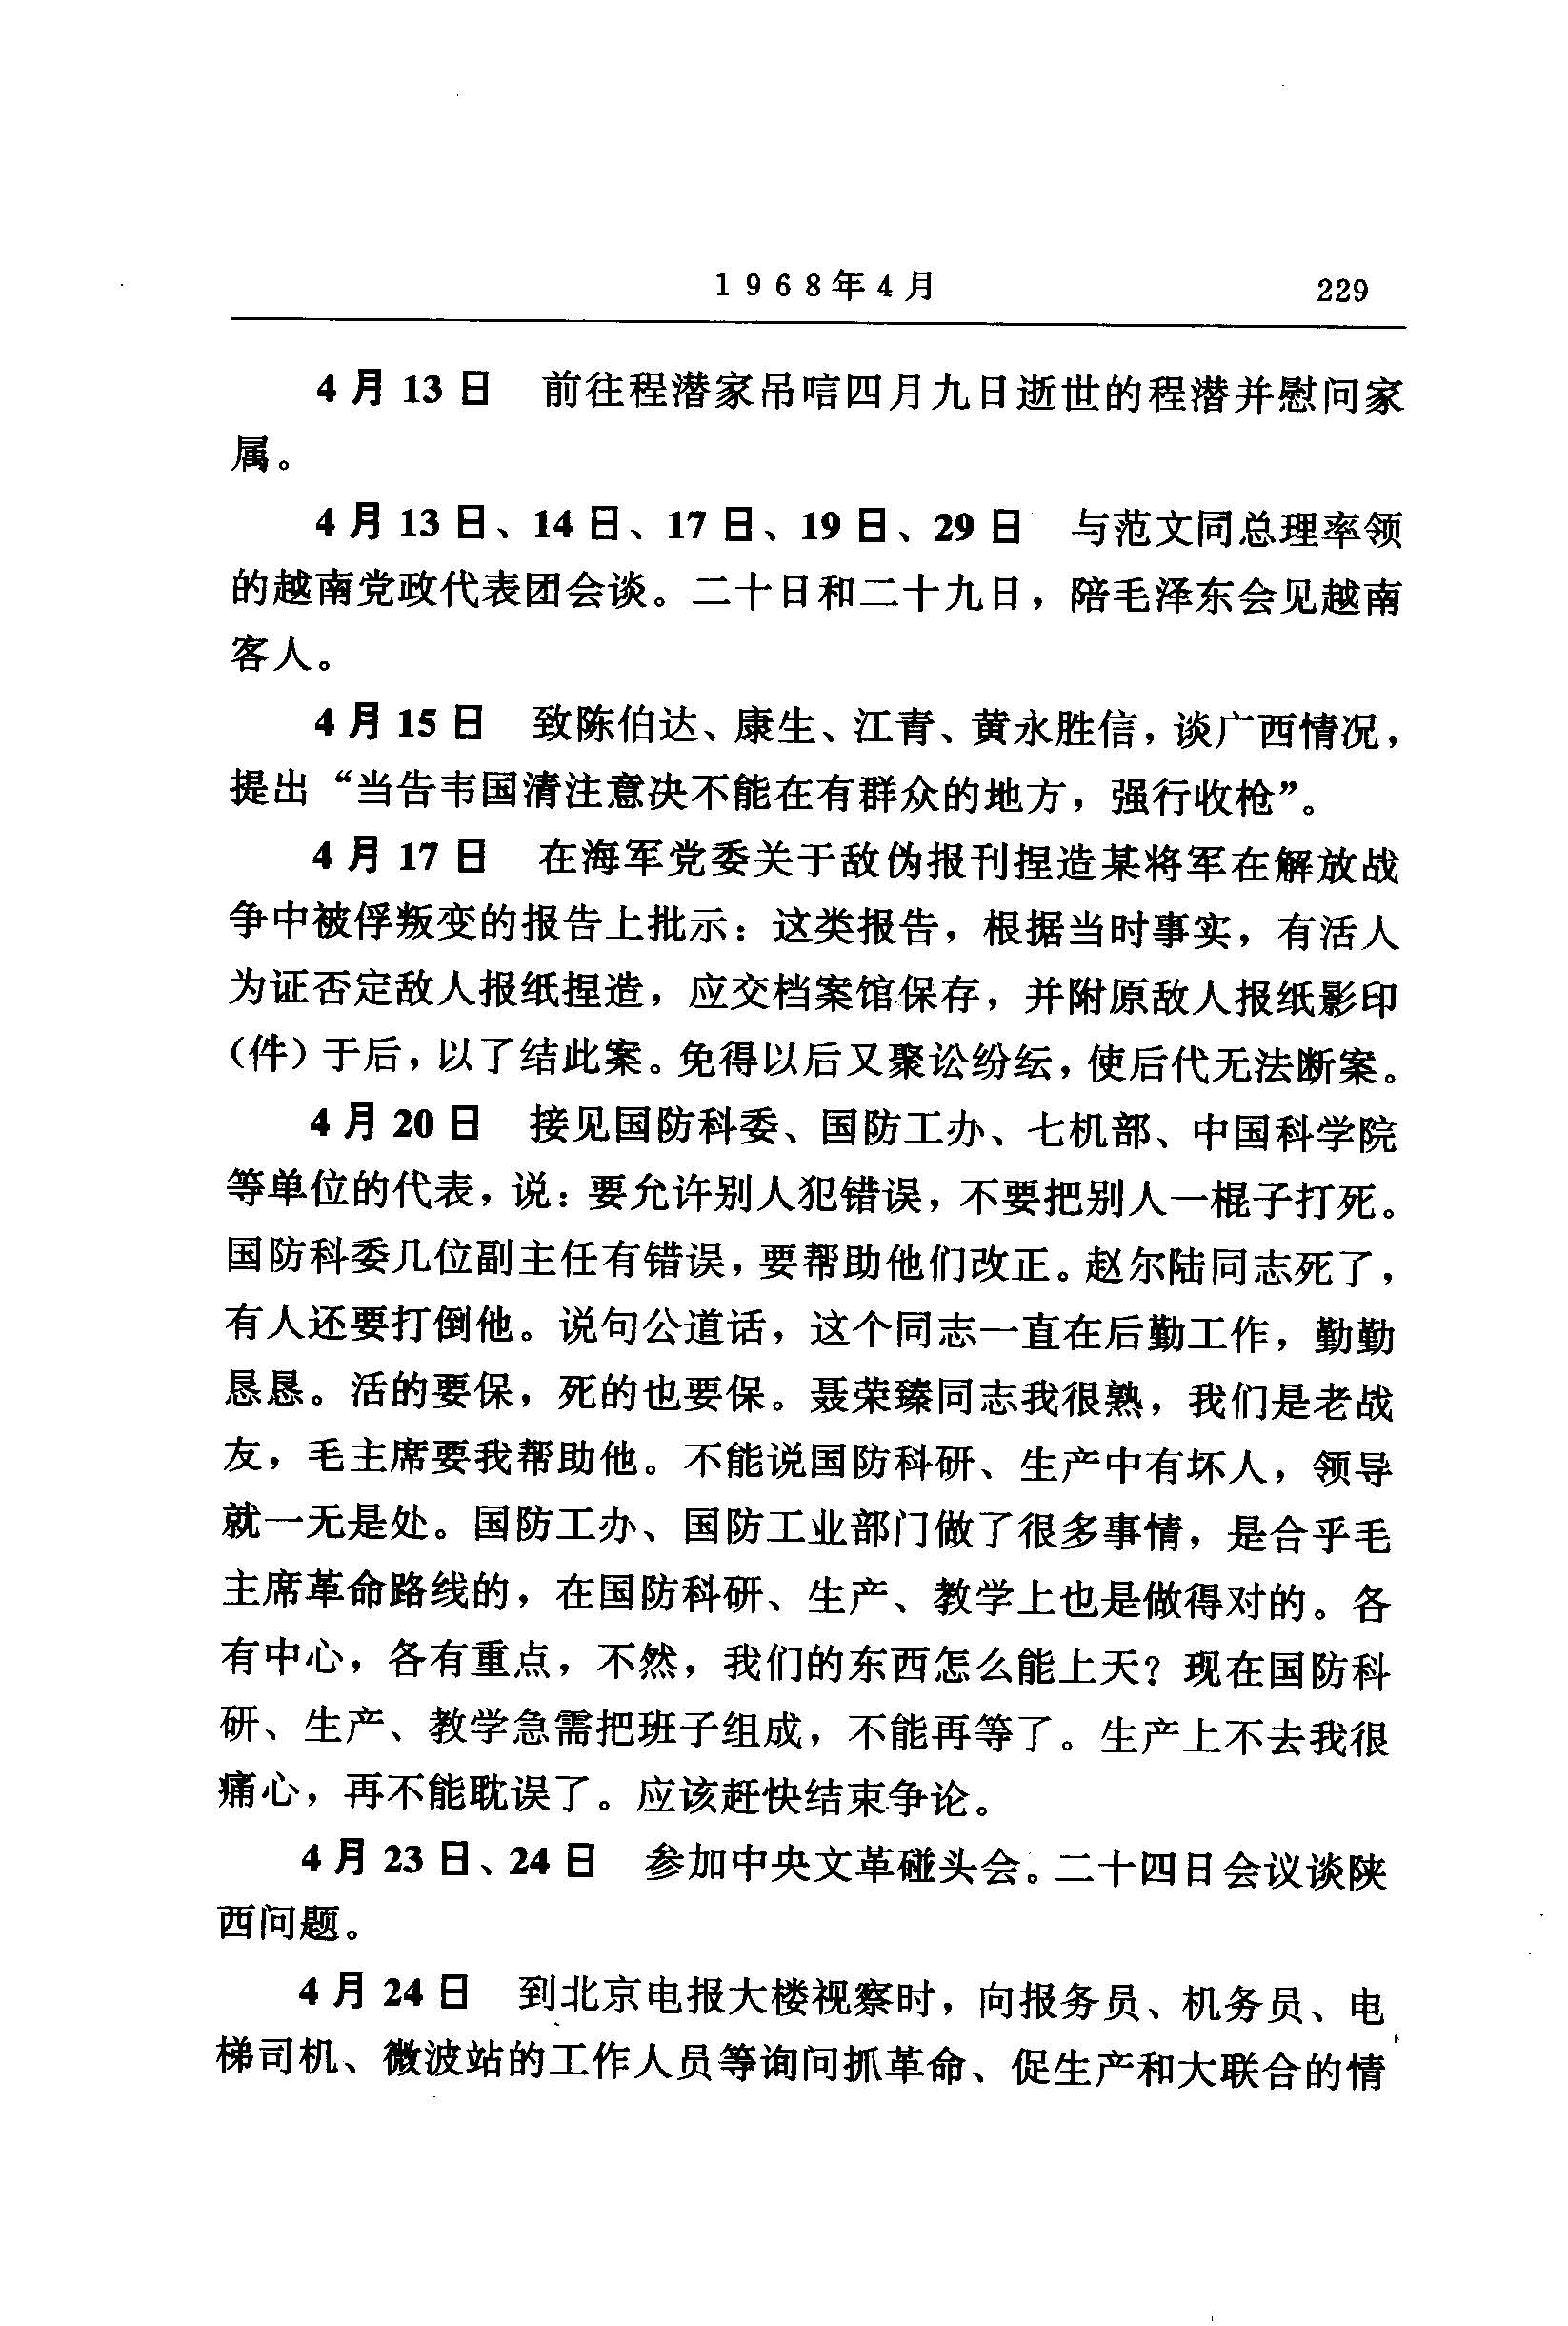 1968年4月 229
4月13日 前往程潜家吊唁四月九日逝世的程潜并慰问家
属。
4月13日、14日、17日、19日、29日 与范文同总理率领
的越南党政代表团会谈。二十日和二十九日，陪毛泽东会见越南
客人。
4月15日 致陈伯达、康生、江青、黄永胜信，谈广西情况，
提出“当告韦国清注意决不能在有群众的地方，强行收枪”。
4月17日 在海军党委关于敌伪报刊捏造某将军在解放战
争中被俘叛变的报告上批示：这类报告，根据当时事实，有活人
为证否定敌人报纸捏造，应交档案馆保存，并附原敌人报纸影印
（件）于后，以了结此案。免得以后又聚讼纷纭，使后代无法断案。
4月20日 接见国防科委、国防工办、七机部、中国科学院
等单位的代表，说：要允许别人犯错误，不要把别人一棍子打死。
国防科委几位副主任有错误，要帮助他们改正。赵尔陆同志死了，
有人还要打倒他。说句公道话，这个同志一直在后勤工作，勤勤
恳恳。活的要保，死的也要保。聂荣臻同志我很熟，我们是老战
友，毛主席要我帮助他。不能说国防科研、生产中有坏人，领导
就一无是处。国防工办、国防工业部门做了很多事情，是合乎毛
主席革命路线的，在国防科研、生产、教学上也是做得对的。各
有中心，各有重点，不然，我们的东西怎么能上天？现在国防科
研、生产、教学急需把班子组成，不能再等了。生产上不去我很
痛心，再不能耽误了。应该赶快结束争论。
4月23日、24日 参加中央文革碰头会。二十四日会议谈陕
西问题。
4月24日 到北京电报大楼视察时，向报务员、机务员、电
梯司机、微波站的工作人员等询问抓革命、促生产和大联合的情